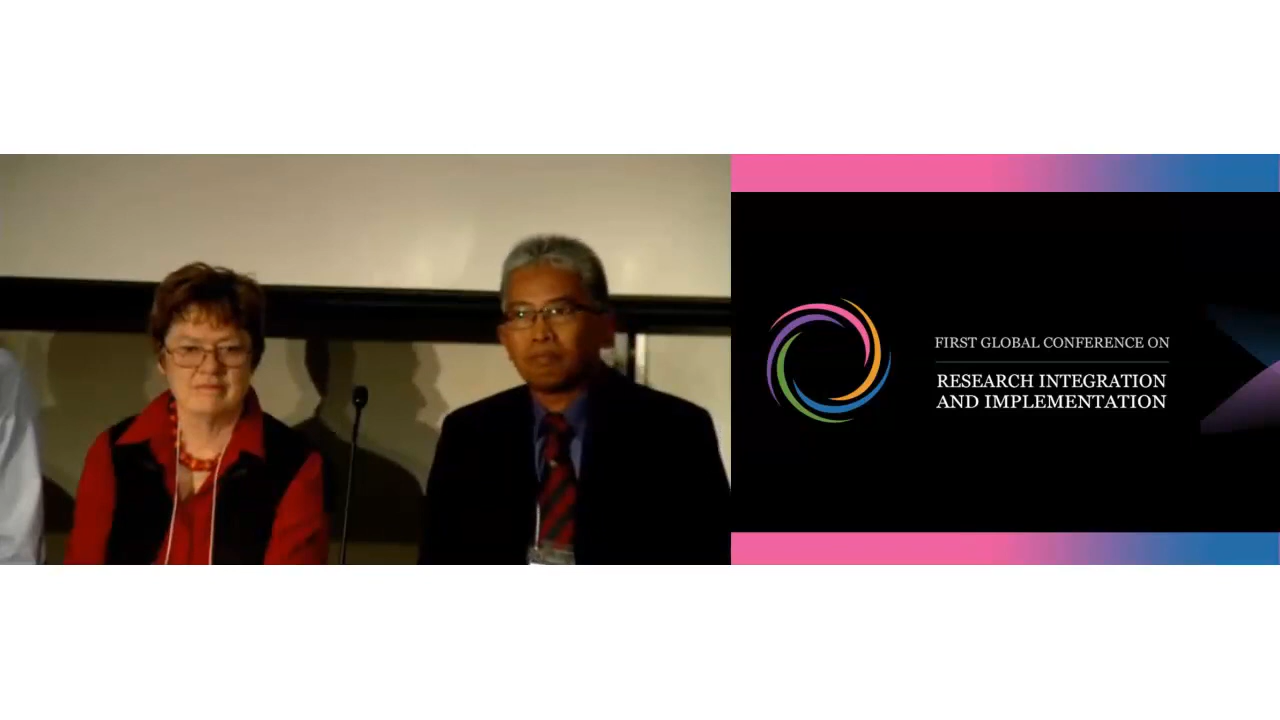 FIRST GLOBAL CONFERENCE ON
RESEARCH INTEGRATION
AND IMPLEMENTATION